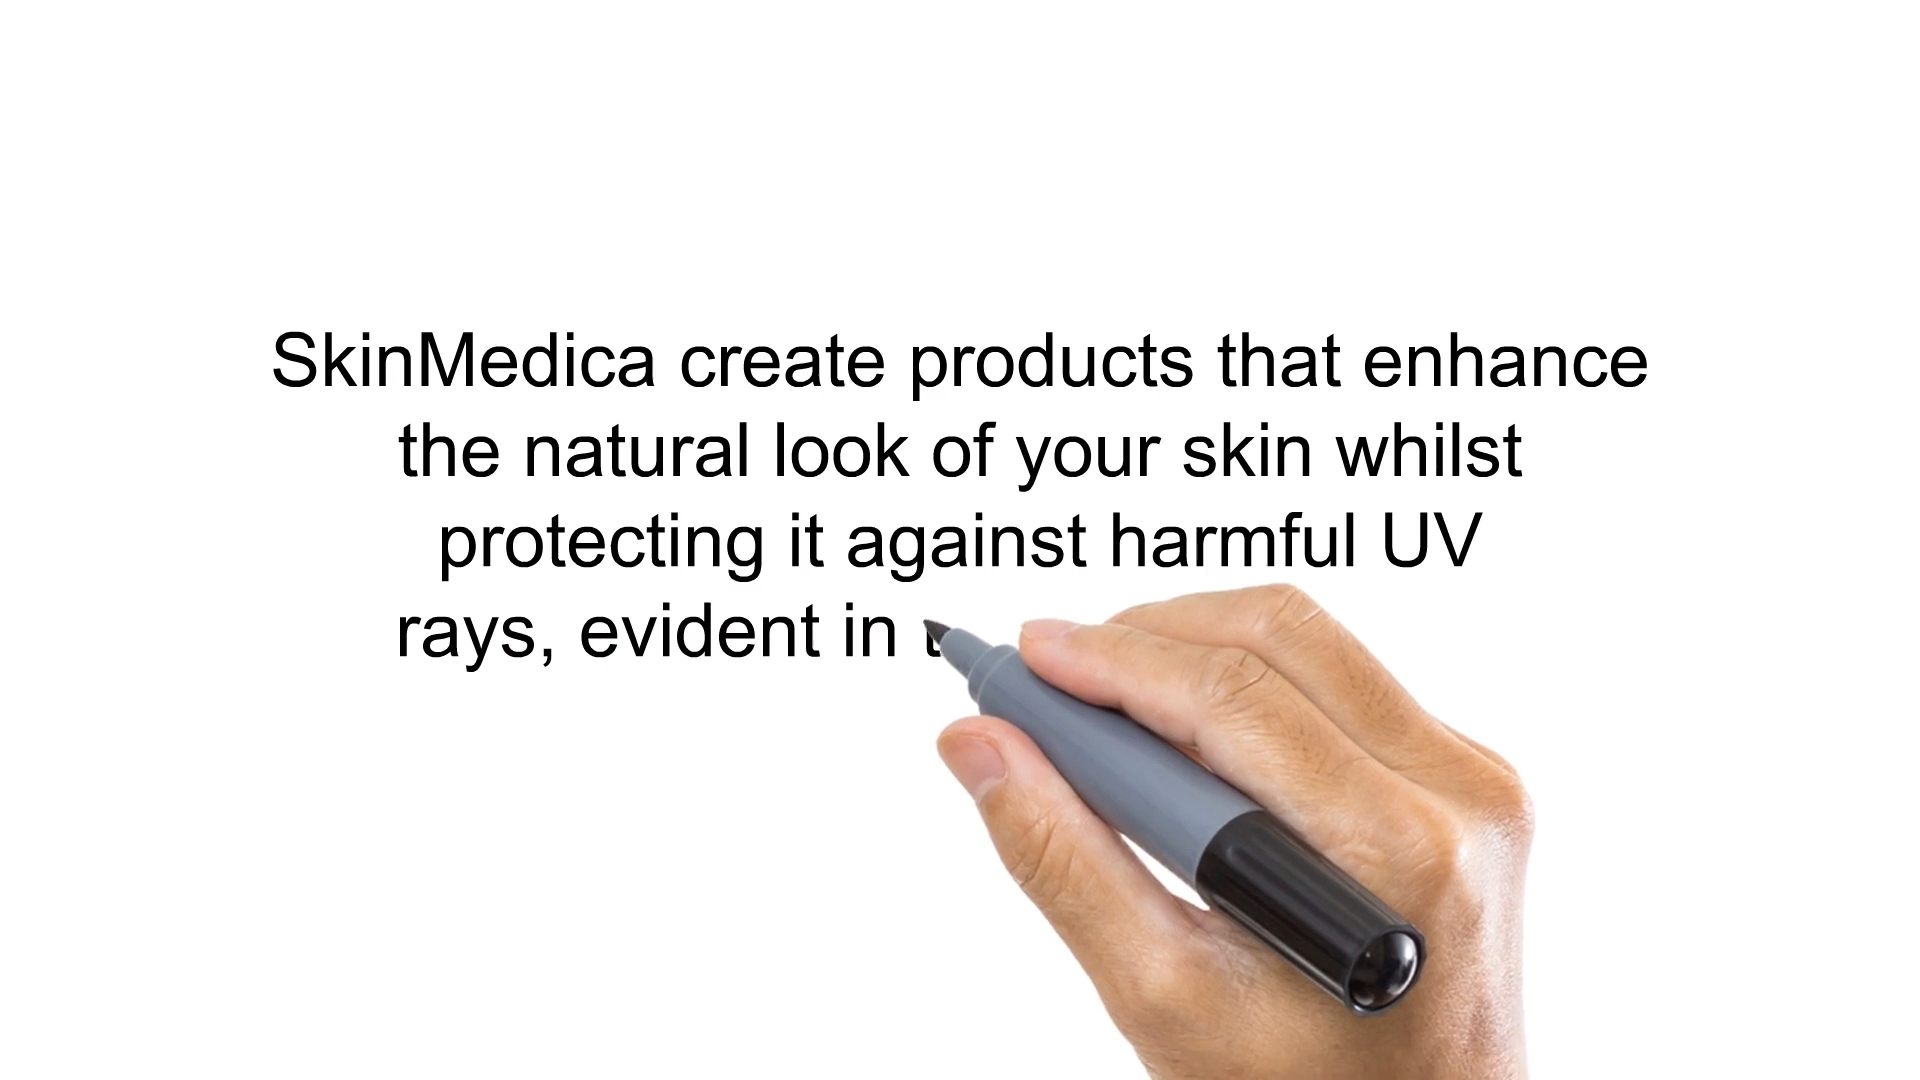 SkinMedica create products that enhance
the natural look of your skin whilst
protecting it against harmful UV
rays, evident in